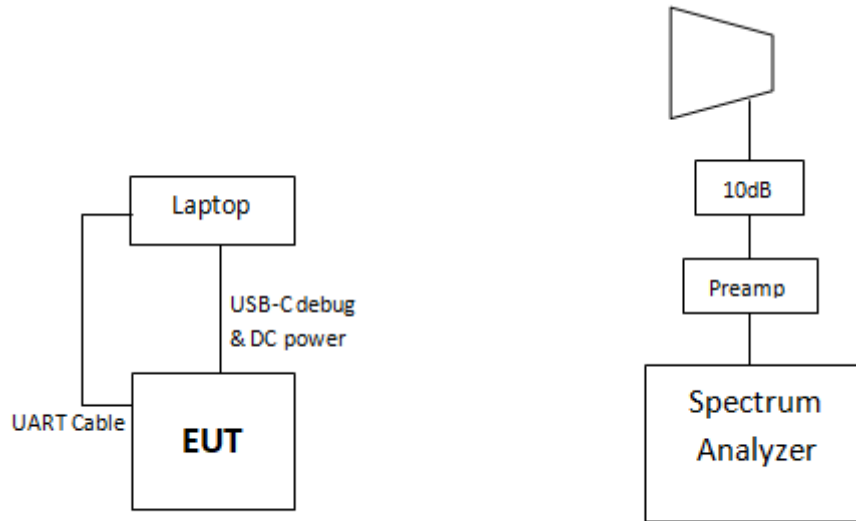 Laptop
USB-C debug
& DC power
UART Cable
EUT
10dB
Preamp
Spectrum
Analyzer